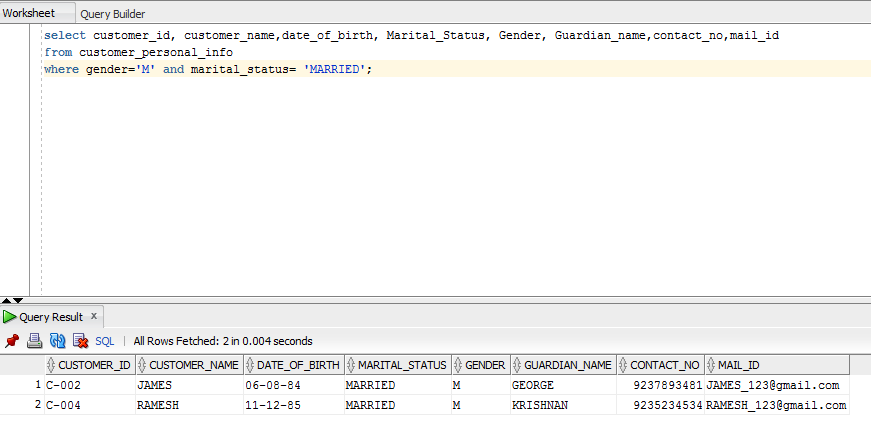 Worksheet Query Builder
select customer_id, customer_name,date_of_birth, Marital_Status, Gender, Guardian_name,contact_no,mail_id
from customer_personal_info
where gender='M' and marital_status= 'MARRIED';
Query Result x
SQL | All Rows Fetched: 2 in 0.004 seconds
CUSTOMER_ID CUSTOMER_NAME DATE_OF_BIRTH MARITAL_STATUS GENDER GUARDIAN_NAME CONTACT_NO MAIL_ID
1 C-002 JAMES 06-08-84 MARRIED M GEORGE 9237893481 JAMES_123@gmail.com
2 C-004 RAMESH 11-12-85 MARRIED M KRISHNAN 9235234534 RAMESH_123@gmail.com